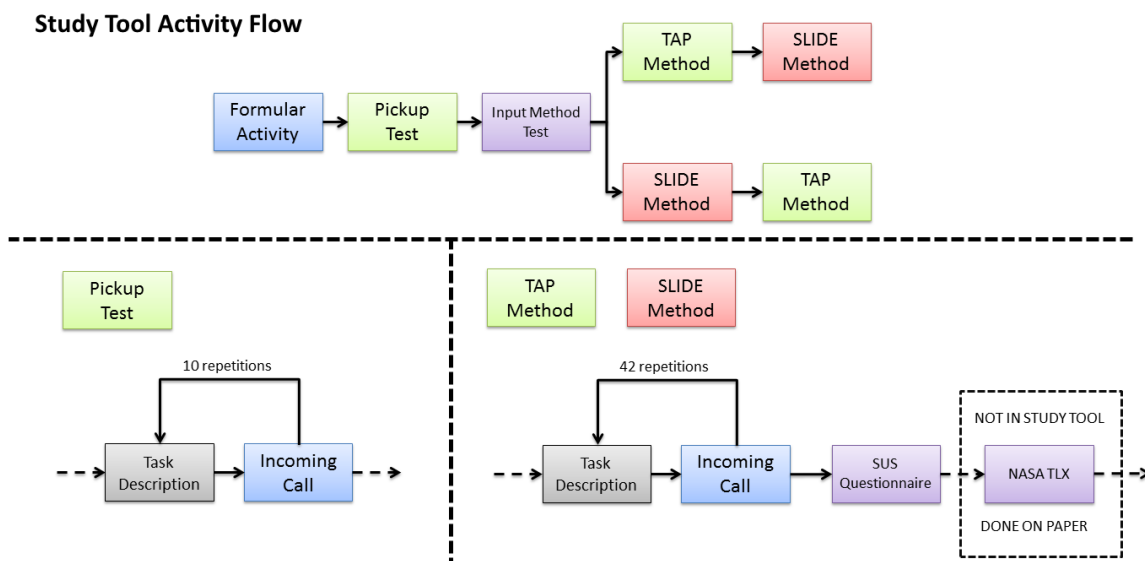 Study Tool Activity Flow
TAP
Method
SLIDE
Method
Formular
Activity
Pickup
Test
Input Method
Test
SLIDE
Method
TAP
Method
Pickup
Test
10 repetitions
Task
Description
Incoming
Call
TAP
Method
SLIDE
Method
42 repetitions
Task
Description
Incoming
Call
SUS
Questionnaire
NOT IN STUDY TOOL
NASA TLX
DONE ON PAPER